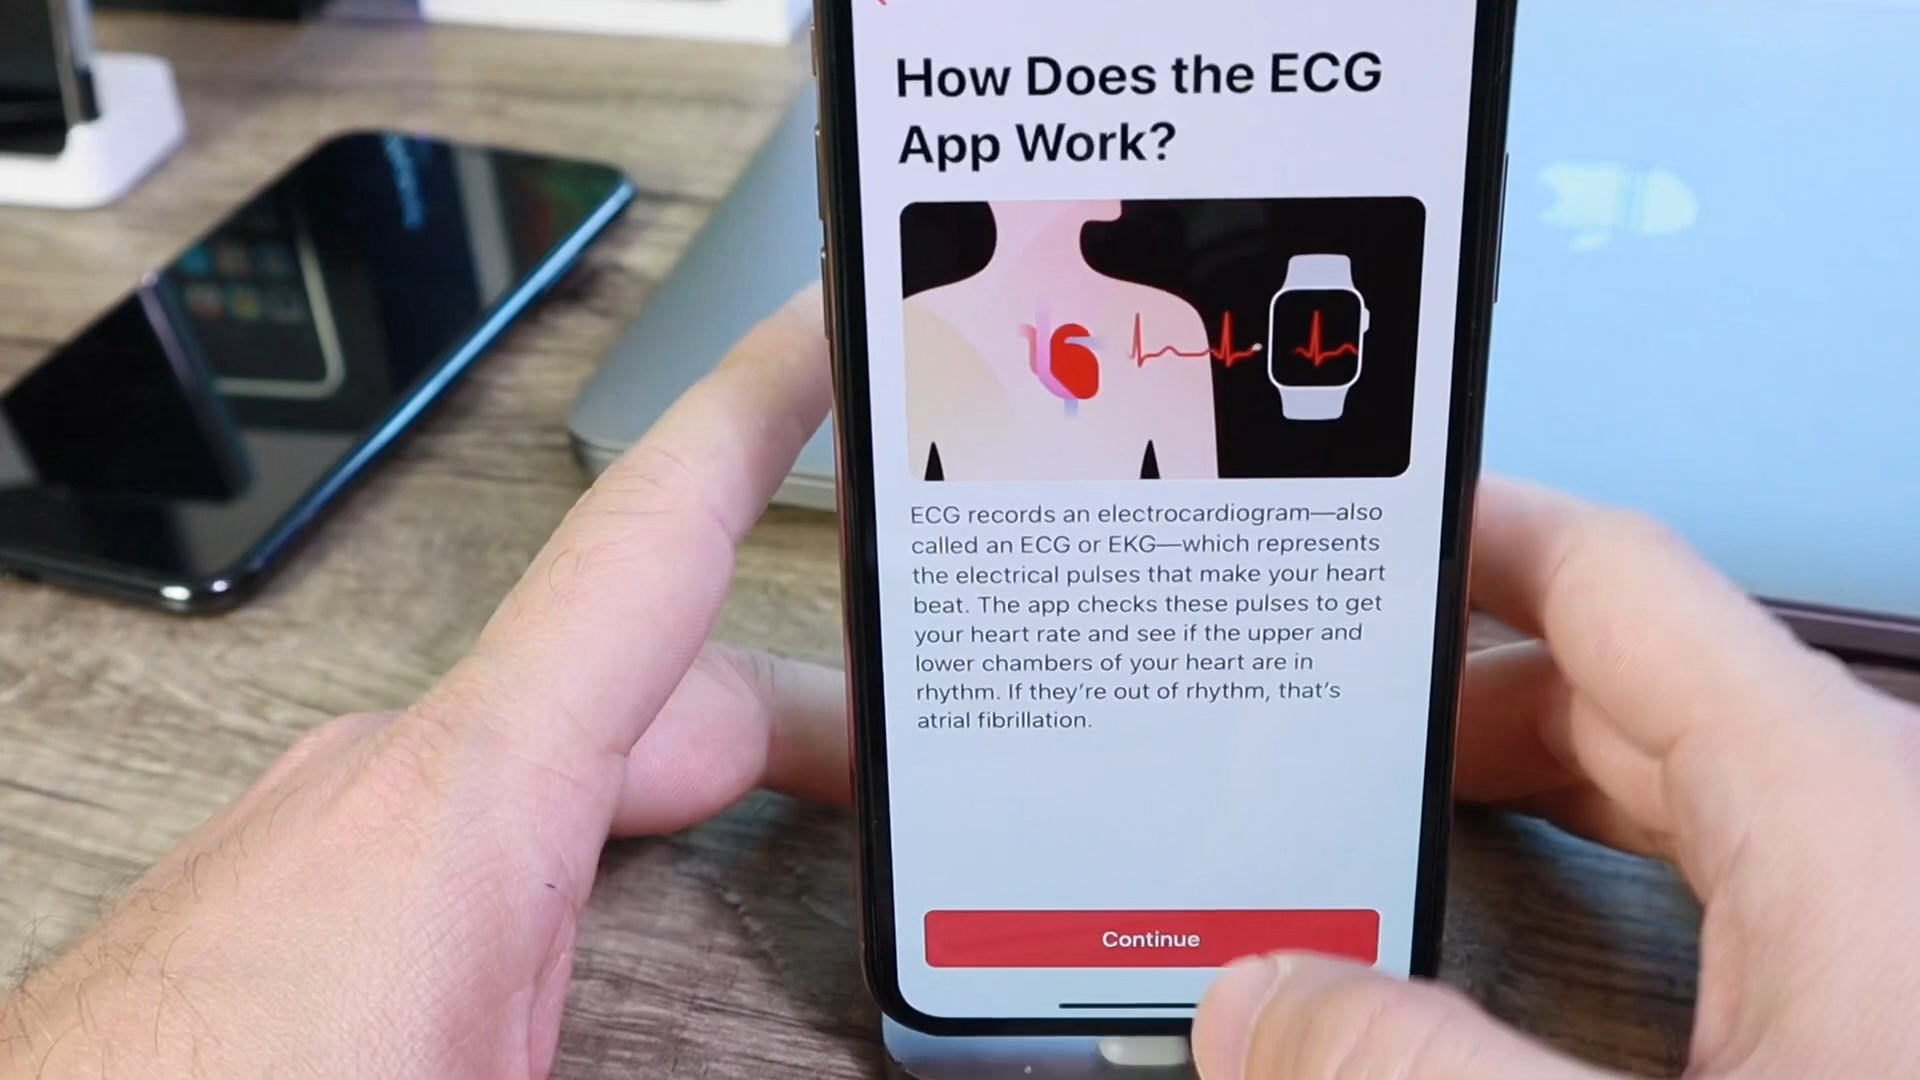 How Does the ECG
App Work?
ECG records an electrocardiogram—also
called an ECG or EKG—which represents
the electrical pulses that make your heart
beat. The app checks these pulses to get
your heart rate and see if the upper and
lower chambers of your heart are in
rhythm. If they’re out of rhythm, that’s
atrial fibrillation.
Continue